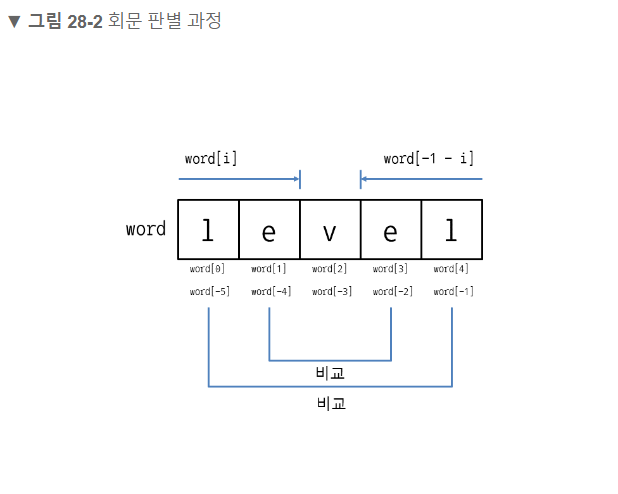 ▼ 그림 28-2 회문 판별 과정
word[i] word[-1 - i]
word l e v e l
word[0] word[1] word[2] word[3] word[4]
word[-5] word[-4] word[-3] word[-2] word[-1]
비교
비교